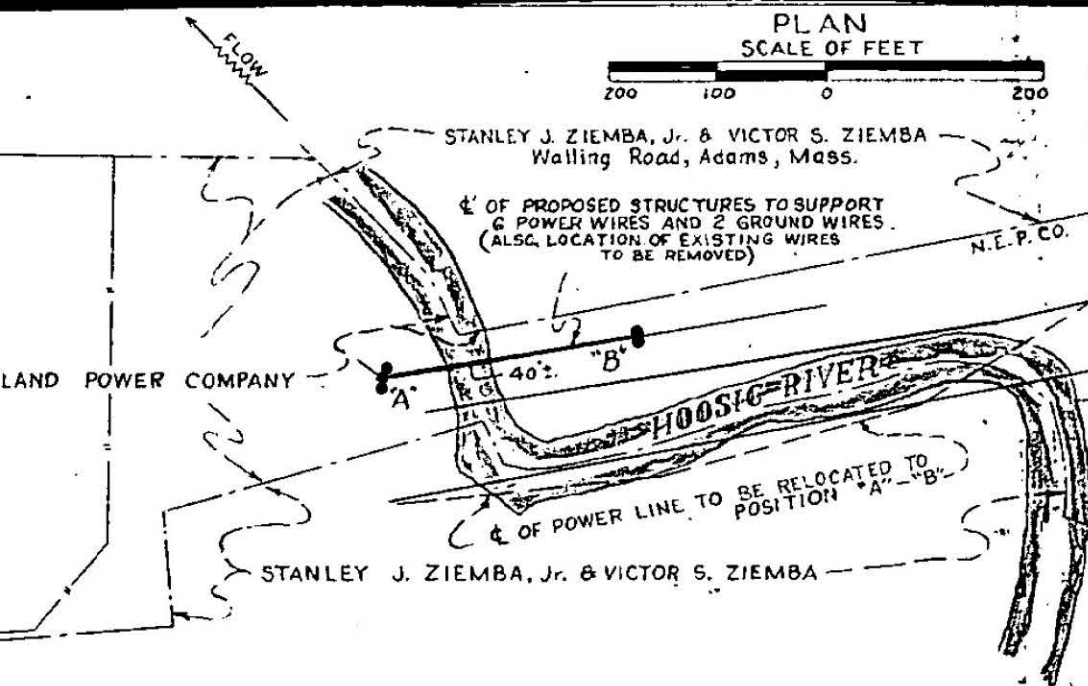 PLAN
SCALE OF FEET
200 100 0 200
FLOW
STANLEY J. ZIEMBA, Jr. & VICTOR S. ZIEMBA
Walling Road, Adams, Mass.
℄ OF PROPOSED STRUCTURES TO SUPPORT
6 POWER WIRES AND 2 GROUND WIRES.
(ALSO, LOCATION OF EXISTING WIRES
TO BE REMOVED)
N.E.P. CO.
LAND POWER COMPANY
"A"
40'±.
"B"
HOOSIC RIVER
℄ OF POWER LINE TO BE RELOCATED TO
POSITION "A"-"B"
STANLEY J. ZIEMBA, Jr. & VICTOR S. ZIEMBA